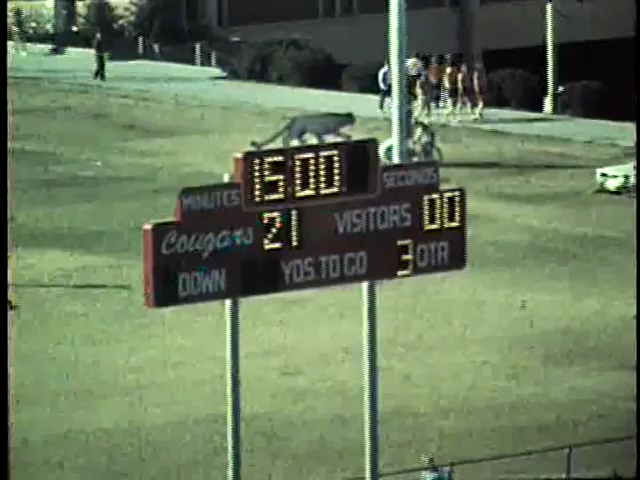 15:00
MINUTES SECONDS
Cougars 21 VISITORS 00
DOWN YDS. TO GO 3 QTR